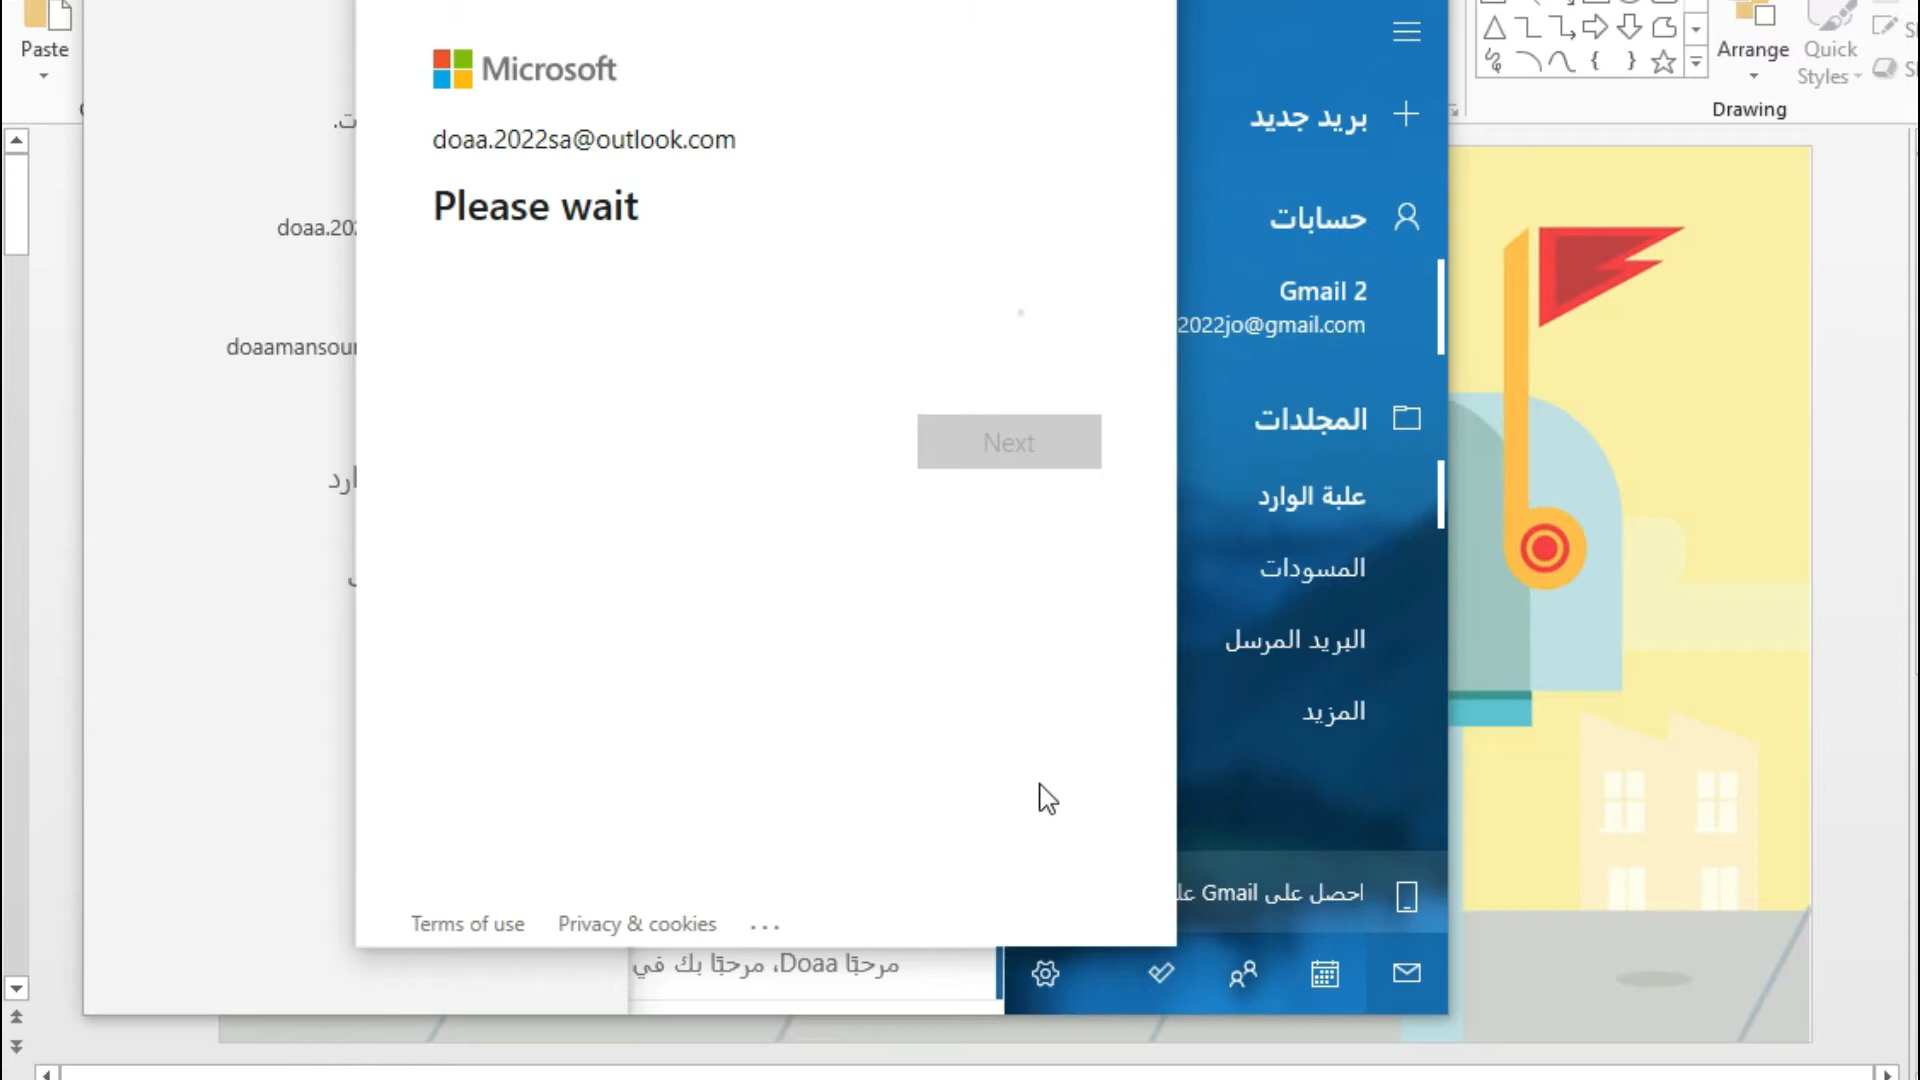 Paste
Arrange
Quick
Styles
Drawing
Microsoft
doaa.2022sa@outlook.com
Please wait
Next
Terms of use
Privacy & cookies
...
doaa.202
doaamansour
بريد جديد
حسابات
Gmail 2
2022jo@gmail.com
المجلدات
علبة الوارد
المسودات
البريد المرسل
المزيد
احصل على Gmail
مرحبًا Doaa، مرحبًا بك في